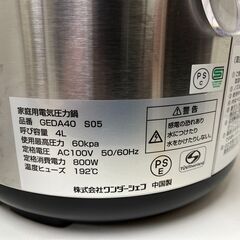 家庭用電気圧力鍋
品番 GEDA40 S05
呼び容量 4L
使用最高圧力 60kpa
定格電圧 AC100V 50/60Hz
定格消費電力 800W
温度ヒューズ 192℃
株式会社ワンダーシェフ 中国製
PS
C
警告
感電の恐れあり
水につけたり
水をかけたりしない
PS
E